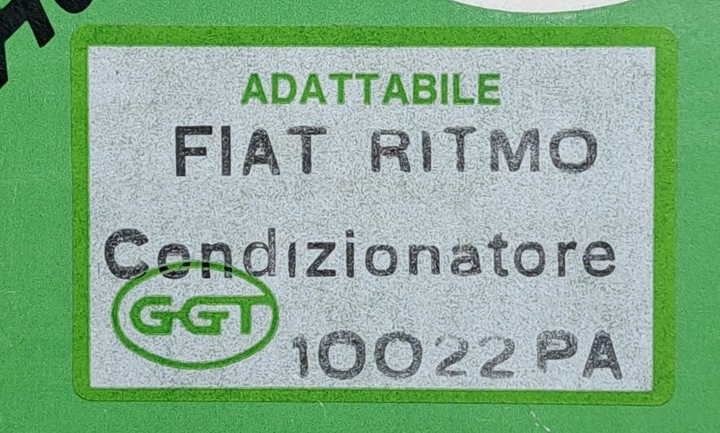 ADATTABILE
FIAT RITMO
Condizionatore
GGT
10022 PA